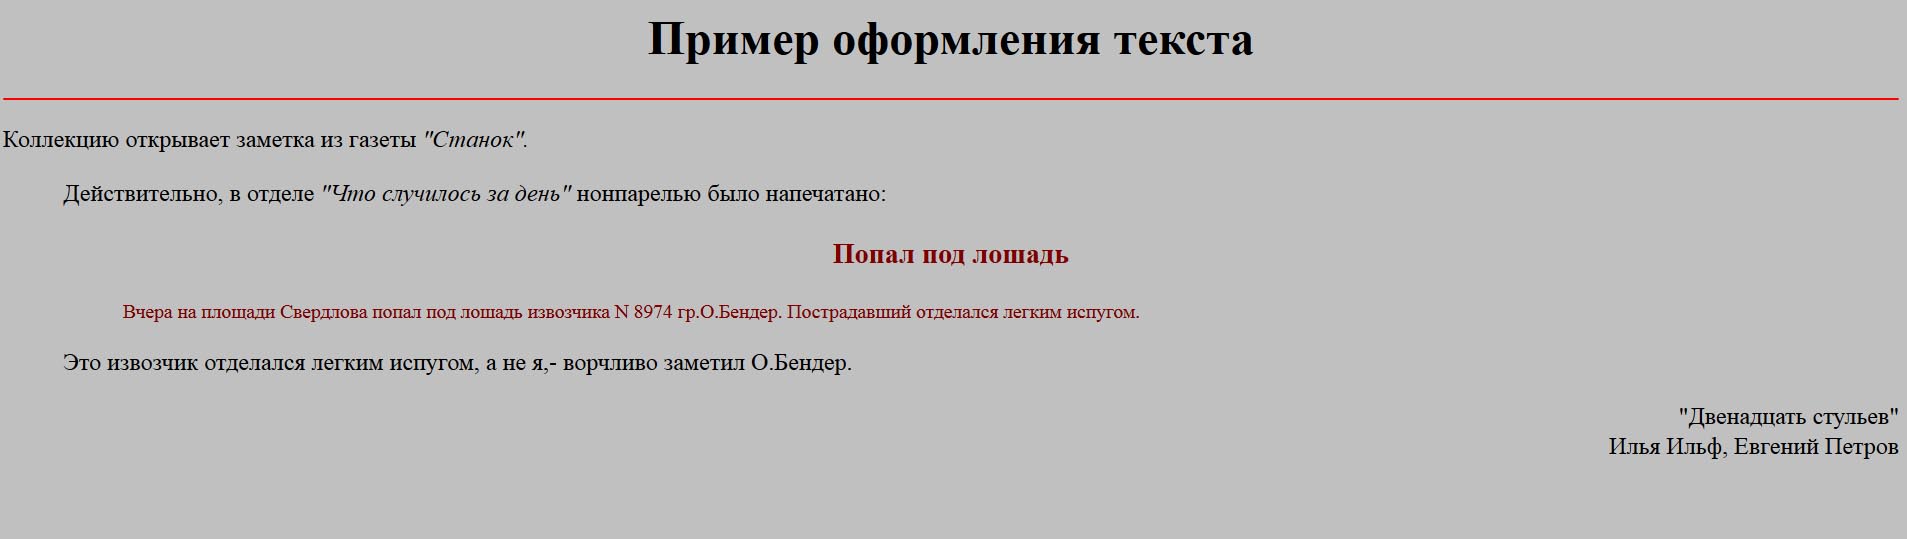 Пример оформления текста
Коллекцию открывает заметка из газеты "Станок".
Действительно, в отделе "Что случилось за день" нонпарелью было напечатано:
Попал под лошадь
Вчера на площади Свердлова попал под лошадь извозчика N 8974 гр.О.Бендер. Пострадавший отделался легким испугом.
Это извозчик отделался легким испугом, а не я,- ворчливо заметил О.Бендер.
"Двенадцать стульев"
Илья Ильф, Евгений Петров